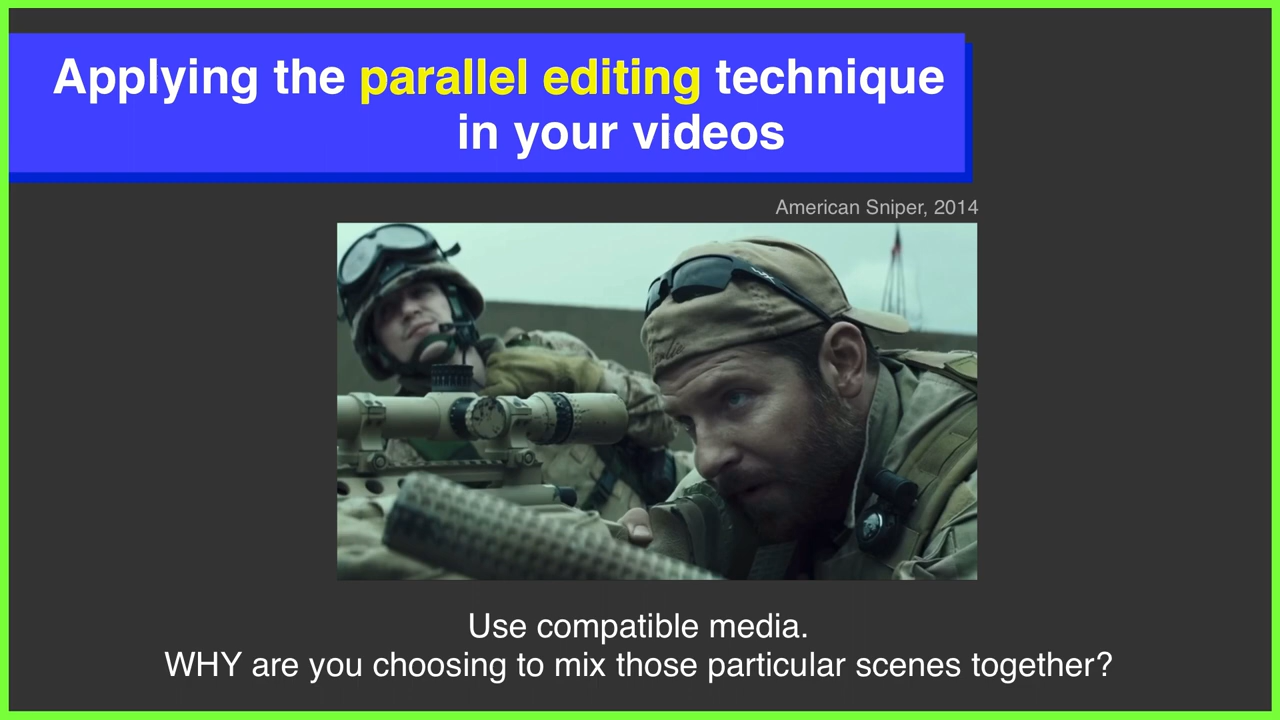 Applying the parallel editing technique
in your videos
American Sniper, 2014
Use compatible media.
WHY are you choosing to mix those particular scenes together?